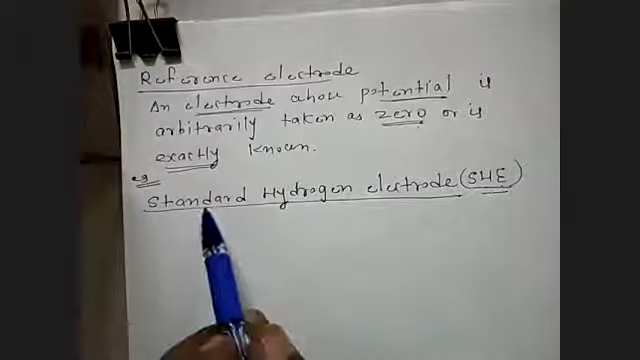 Reference electrode
An electrode whose potential is
arbitrarily taken as zero or is
exactly known.
eg
Standard Hydrogen electrode (SHE)